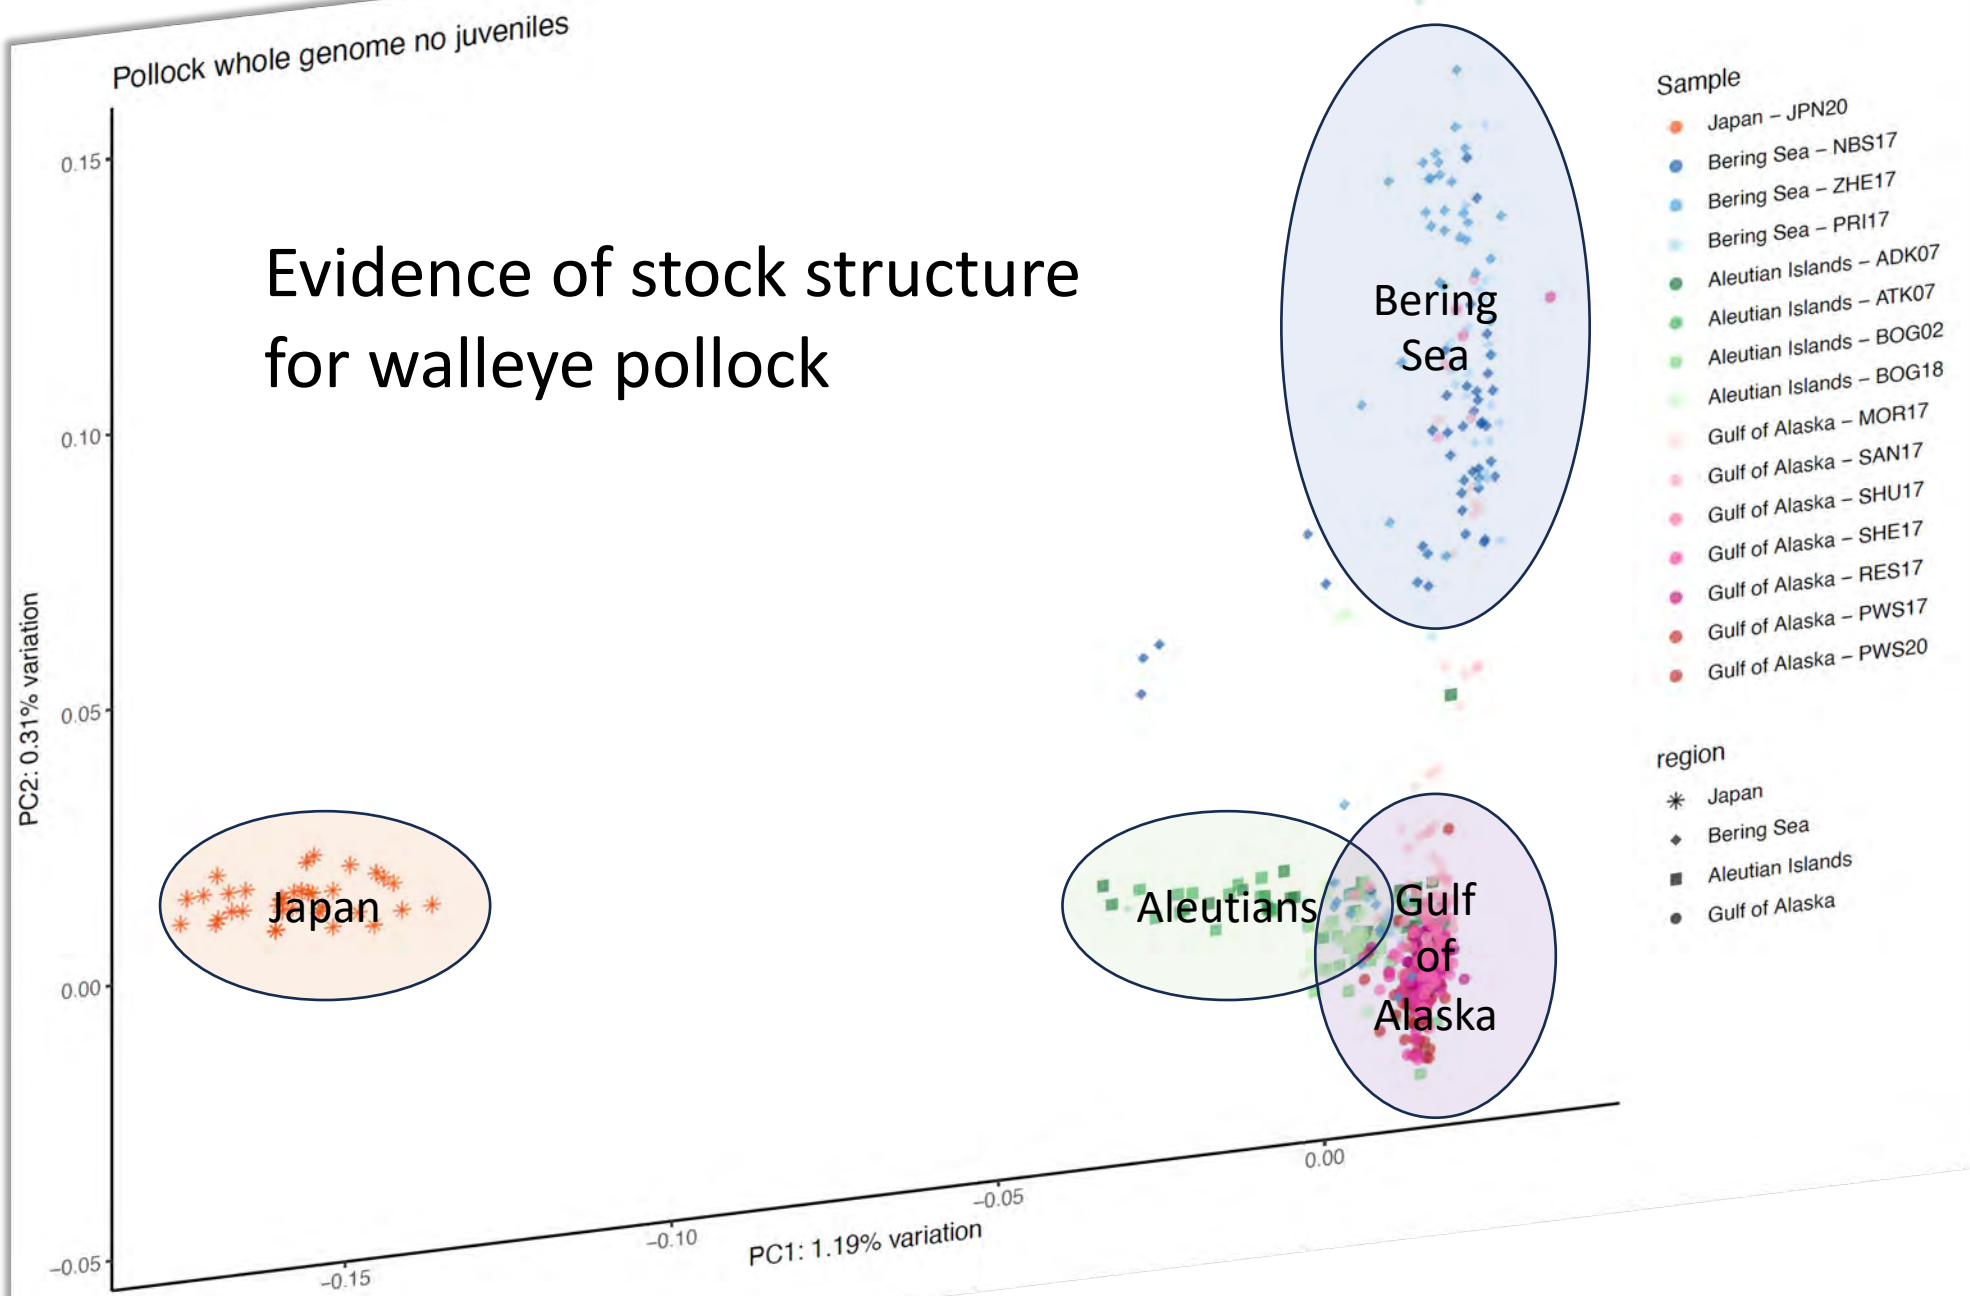 Pollock whole genome no juveniles
Evidence of stock structure
for walleye pollock
PC2: 0.31% variation
0.15
0.10
0.05
0.00
−0.05
−0.15
−0.10
−0.05
0.00
PC1: 1.19% variation
Japan
Aleutians
Bering
Sea
Gulf
of
Alaska
Sample
Japan – JPN20
Bering Sea – NBS17
Bering Sea – ZHE17
Bering Sea – PRI17
Aleutian Islands – ADK07
Aleutian Islands – ATK07
Aleutian Islands – BOG02
Aleutian Islands – BOG18
Gulf of Alaska – MOR17
Gulf of Alaska – SAN17
Gulf of Alaska – SHU17
Gulf of Alaska – SHE17
Gulf of Alaska – RES17
Gulf of Alaska – PWS17
Gulf of Alaska – PWS20
region
Japan
Bering Sea
Aleutian Islands
Gulf of Alaska